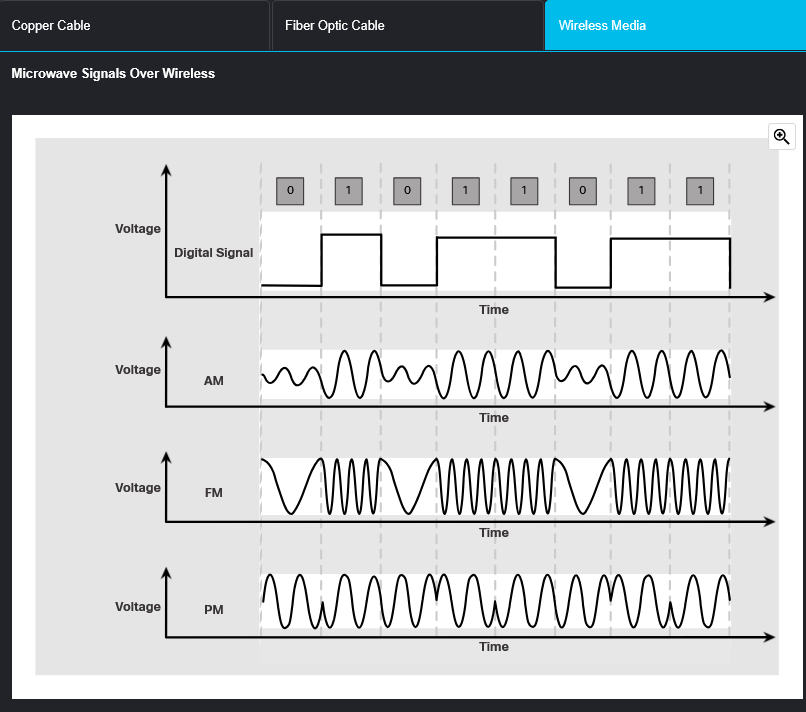 Copper Cable
Fiber Optic Cable
Wireless Media
Microwave Signals Over Wireless
0 1 0 1 1 0 1 1
Voltage
Digital Signal
Time
Voltage
AM
Time
Voltage
FM
Time
Voltage
PM
Time